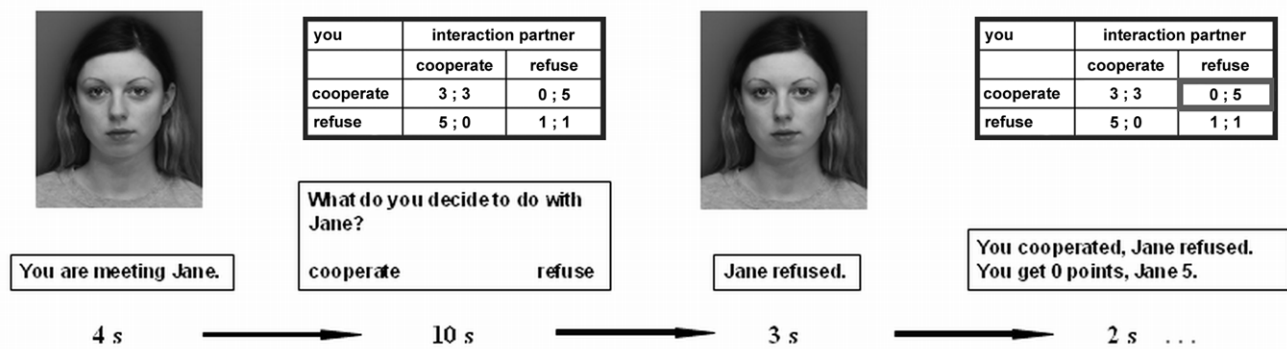 you interaction partner
cooperate refuse
cooperate 3 ; 3 0 ; 5
refuse 5 ; 0 1 ; 1
you interaction partner
cooperate refuse
cooperate 3 ; 3 0 ; 5
refuse 5 ; 0 1 ; 1
You are meeting Jane.
What do you decide to do with
Jane?
cooperate refuse
Jane refused.
You cooperated, Jane refused.
You get 0 points, Jane 5.
4 s 10 s 3 s 2 s ...